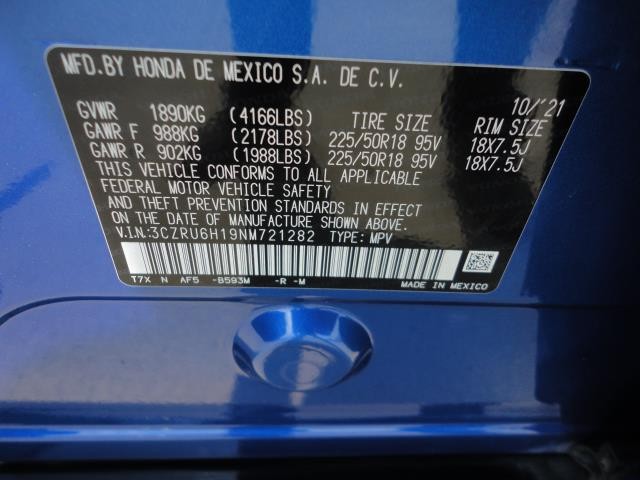 MFD.BY HONDA DE MEXICO S.A. DE C.V.
10/'21
GVWR 1890KG (4166LBS) TIRE SIZE RIM SIZE
GAWR F 988KG (2178LBS) 225/50R18 95V 18X7.5J
GAWR R 902KG (1988LBS) 225/50R18 95V 18X7.5J
THIS VEHICLE CONFORMS TO ALL APPLICABLE
FEDERAL MOTOR VEHICLE SAFETY
AND THEFT PREVENTION STANDARDS IN EFFECT
ON THE DATE OF MANUFACTURE SHOWN ABOVE.
V.I.N.:3CZRU6H19NM721282 TYPE: MPV
T7X N AF5 -B593M -R -M MADE IN MEXICO